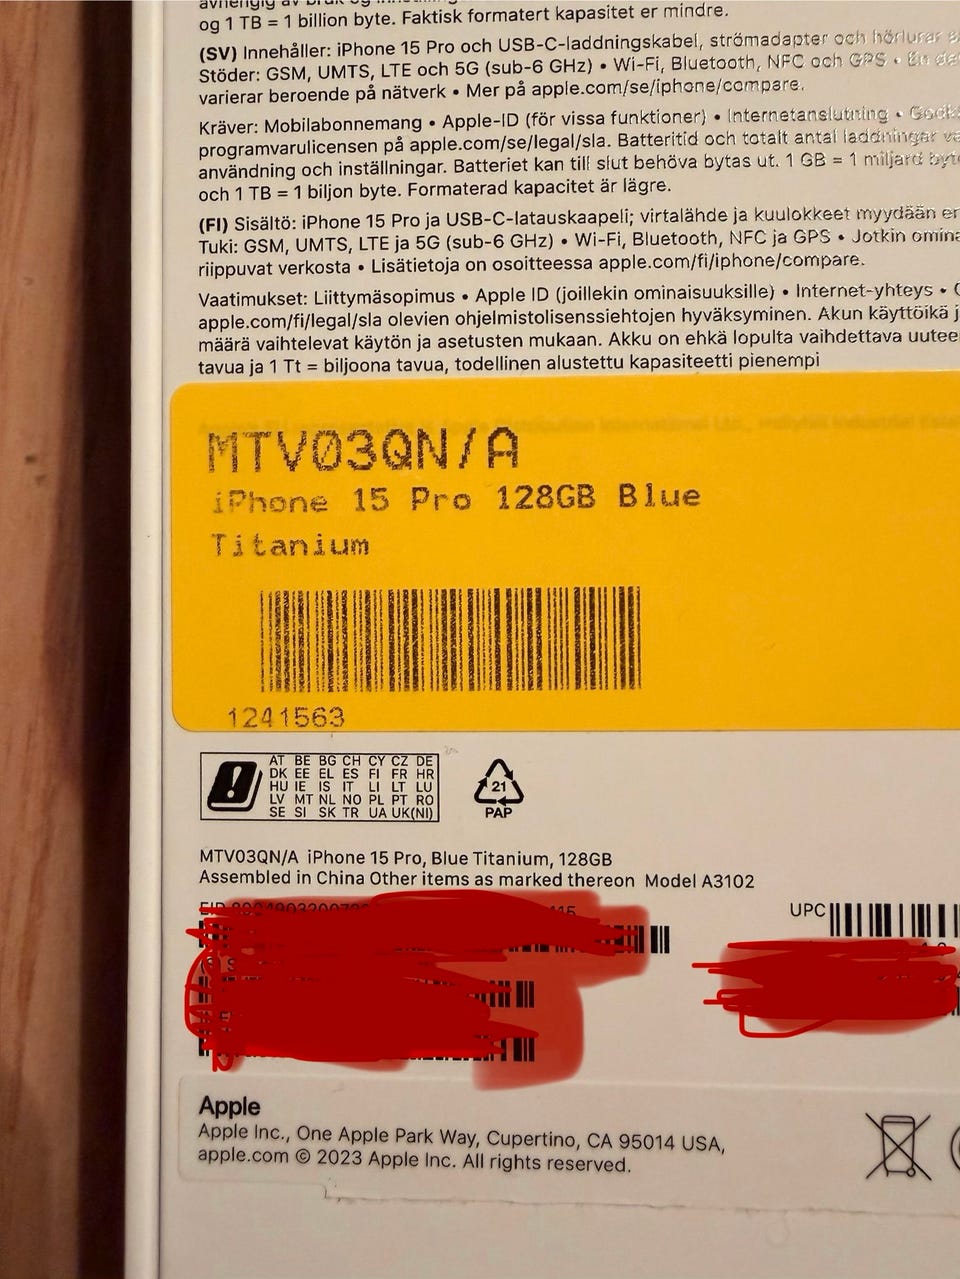 og 1 TB = 1 billion byte. Faktisk formatert kapasitet er mindre.
(SV) Innehåller: iPhone 15 Pro och USB-C-laddningskabel, strömadapter och hörlurar
Stöder: GSM, UMTS, LTE och 5G (sub-6 GHz) • Wi-Fi, Bluetooth, NFC och GPS •
varierar beroende på nätverk • Mer på apple.com/se/iphone/compare.
Kräver: Mobilabonnemang • Apple-ID (för vissa funktioner) • Internetanslutning •
programvarulicensen på apple.com/se/legal/sla. Batteritid och totalt antal laddningar
användning och inställningar. Batteriet kan till slut behöva bytas ut. 1 GB = 1 miljard
och 1 TB = 1 biljon byte. Formaterad kapacitet är lägre.
(FI) Sisältö: iPhone 15 Pro ja USB-C-latauskaapeli; virtalähde ja kuulokkeet myydään
Tuki: GSM, UMTS, LTE ja 5G (sub-6 GHz) • Wi-Fi, Bluetooth, NFC ja GPS • Jotkin
riippuvat verkosta • Lisätietoja on osoitteessa apple.com/fi/iphone/compare.
Vaatimukset: Liittymäsopimus • Apple ID (joillekin ominaisuuksille) • Internet-yhteys •
apple.com/fi/legal/sla olevien ohjelmistolisenssiehtojen hyväksyminen. Akun käyttöikä
määrä vaihtelevat käytön ja asetusten mukaan. Akku on ehkä lopulta vaihdettava
tavua ja 1 Tt = biljoona tavua, todellinen alustettu kapasiteetti pienempi
MTV03QN/A
iPhone 15 Pro 128GB Blue
Titanium
1241563
AT BE BG CH CY CZ DE
DK EE EL ES FI FR HR
HU IE IS IT LI LT LU
LV MT NL NO PL PT RO
SE SI SK TR UA UK(NI)
21
PAP
MTV03QN/A iPhone 15 Pro, Blue Titanium, 128GB
Assembled in China Other items as marked thereon Model A3102
UPC
Apple
Apple Inc., One Apple Park Way, Cupertino, CA 95014 USA,
apple.com © 2023 Apple Inc. All rights reserved.